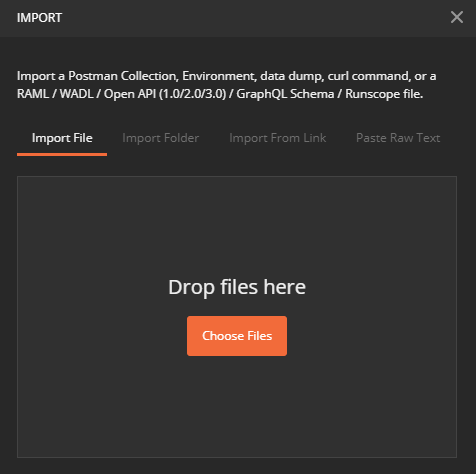 IMPORT
Import a Postman Collection, Environment, data dump, curl command, or a
RAML / WADL / Open API (1.0/2.0/3.0) / GraphQL Schema / Runscope file.
Import File Import Folder Import From Link Paste Raw Text
Drop files here
Choose Files